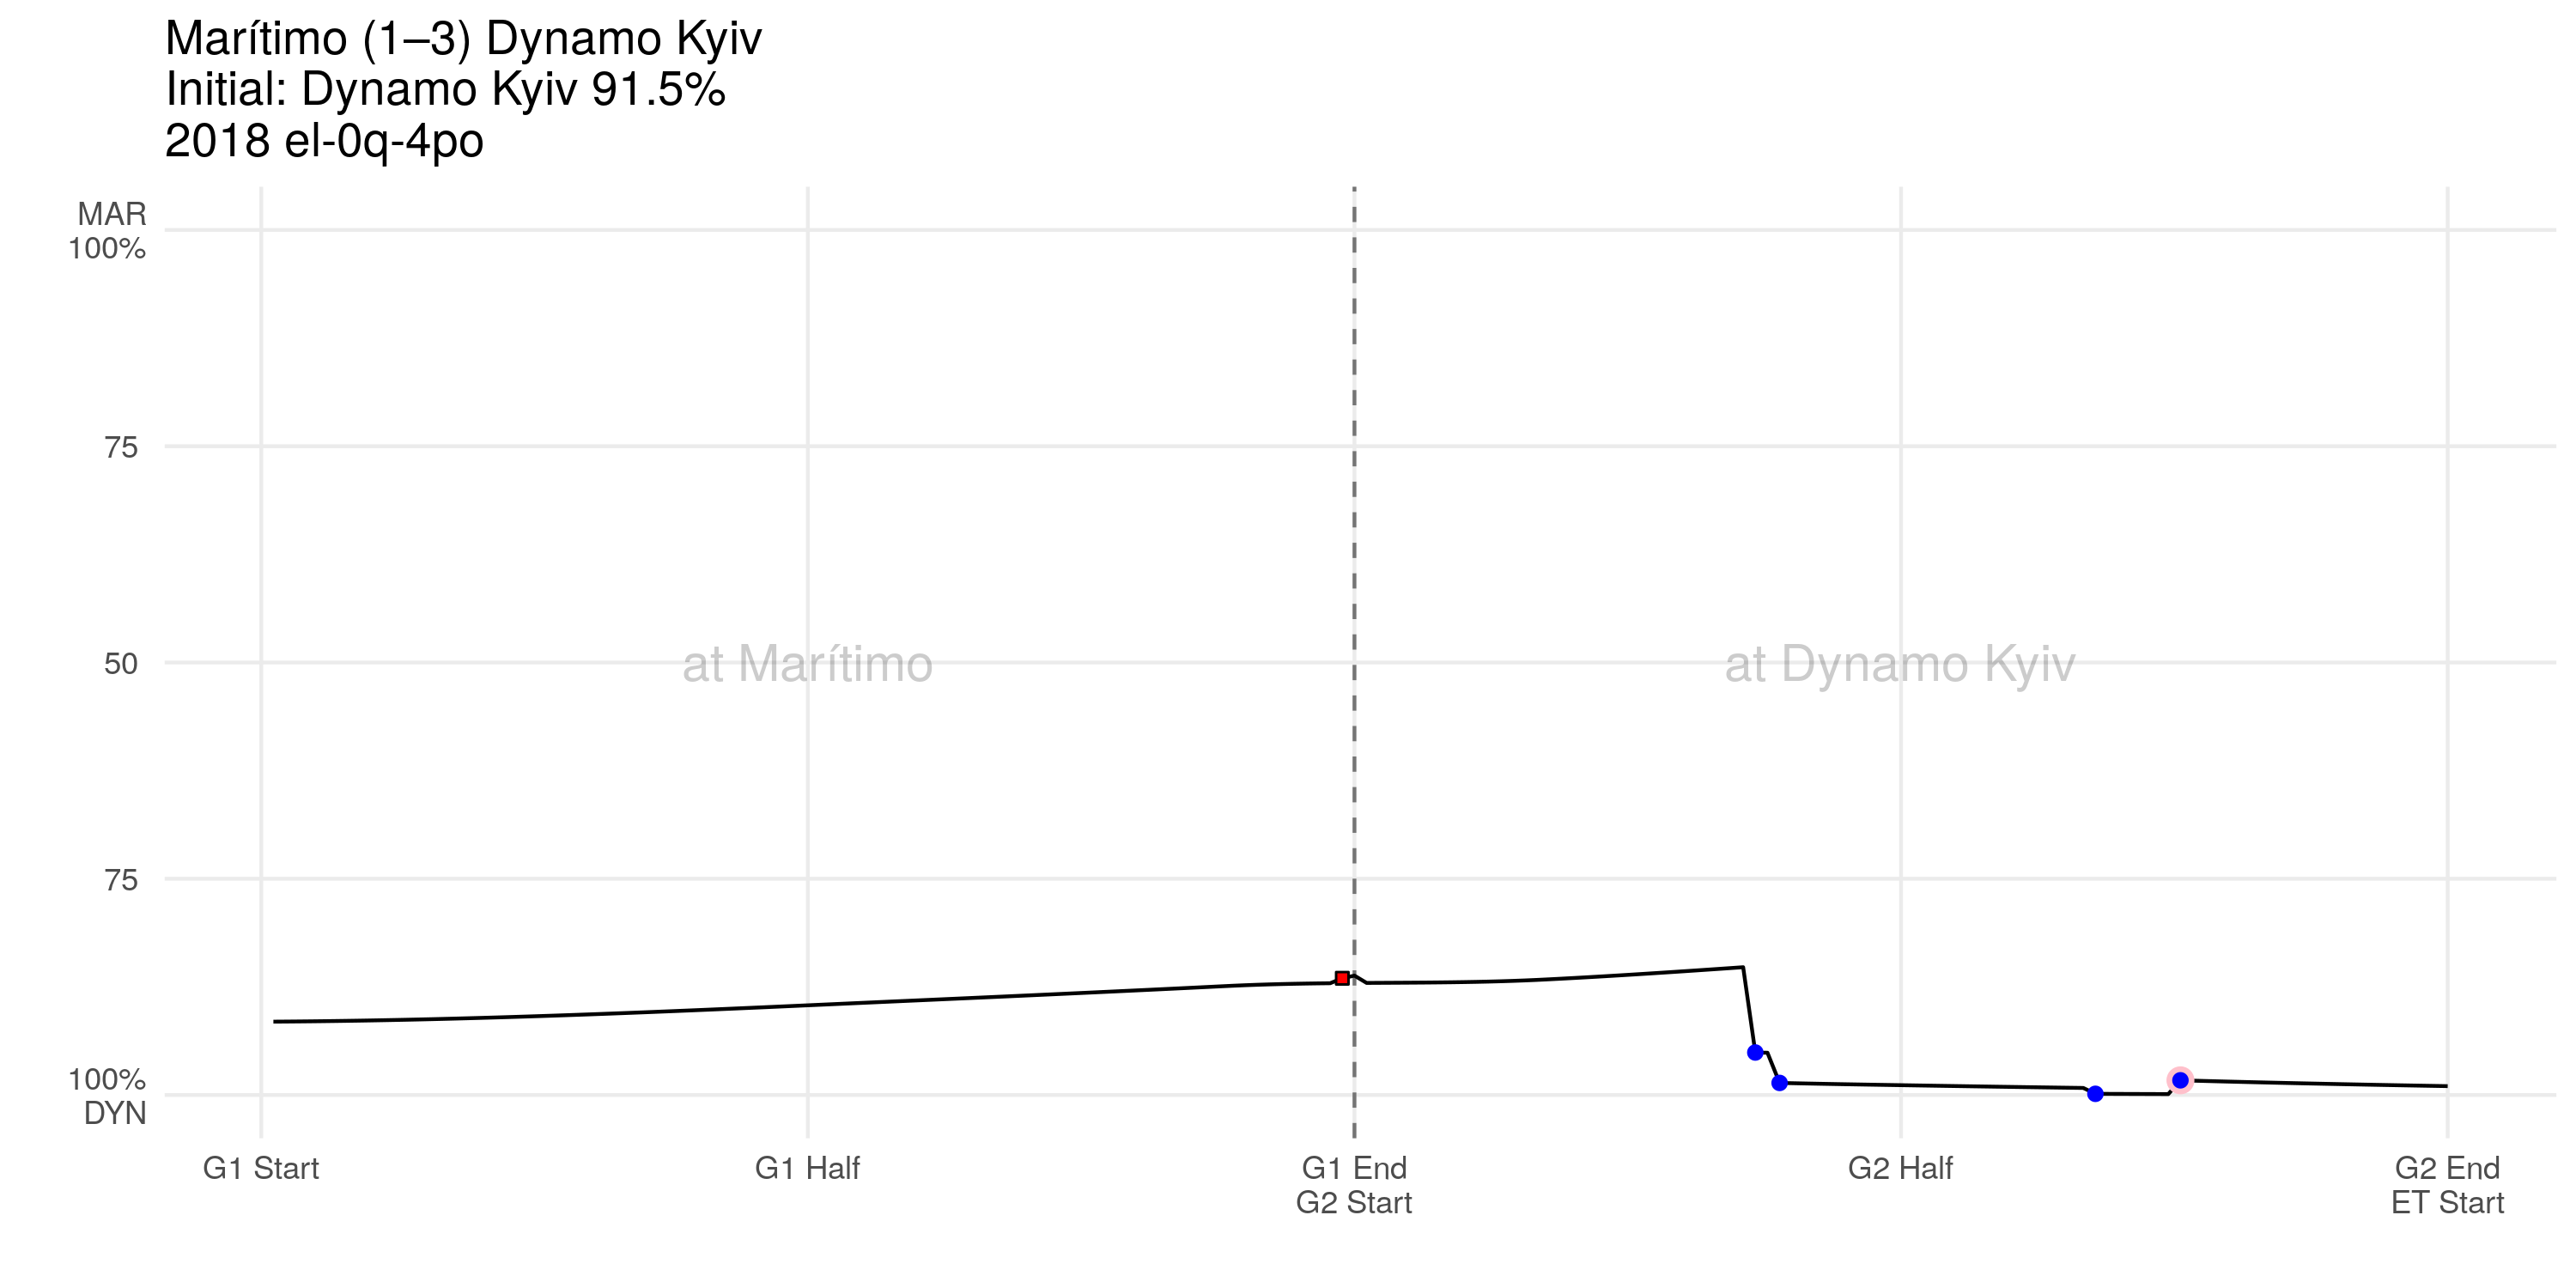 Marítimo (1–3) Dynamo Kyiv
Initial: Dynamo Kyiv 91.5%
2018 el-0q-4po
MAR
100%
75
50
75
100%
DYN
at Marítimo
at Dynamo Kyiv
G1 Start
G1 Half
G1 End
G2 Start
G2 Half
G2 End
ET Start